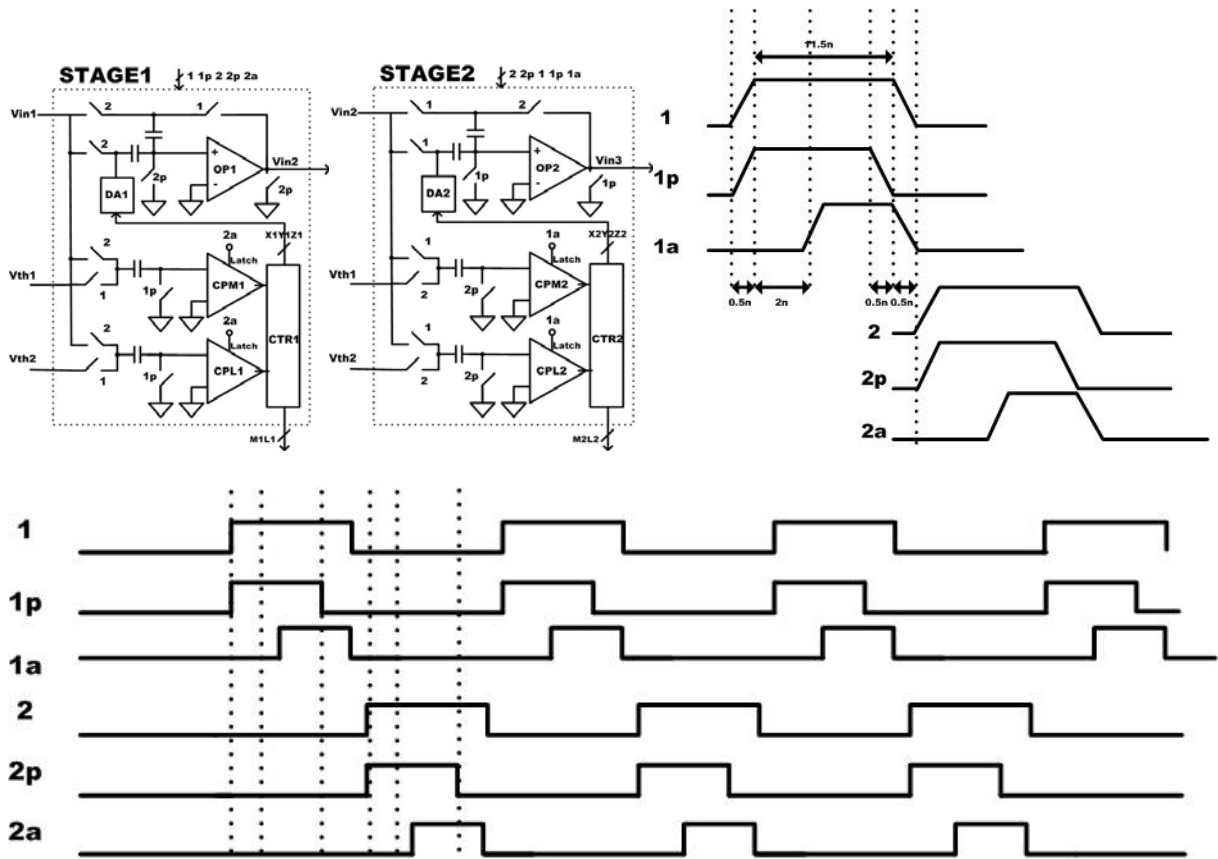 STAGE1
1 1p 2 2p 2a
Vin1
2
1
2
2p
+
-
OP1
Vin2
2p
DA1
X1Y1Z1
2
2a
Latch
Vth1
1
1p
CPM1
2
2a
Latch
Vth2
1
1p
CPL1
CTR1
M1L1
STAGE2
2 2p 1 1p 1a
Vin2
1
2
1
1p
+
-
OP2
Vin3
1p
DA2
X2Y2Z2
1
1a
Latch
Vth1
2
2p
CPM2
1
1a
Latch
Vth2
2
2p
CPL2
CTR2
M2L2
11.5n
1
1p
1a
0.5n
2n
0.5n
0.5n
2
2p
2a
1
1p
1a
2
2p
2a